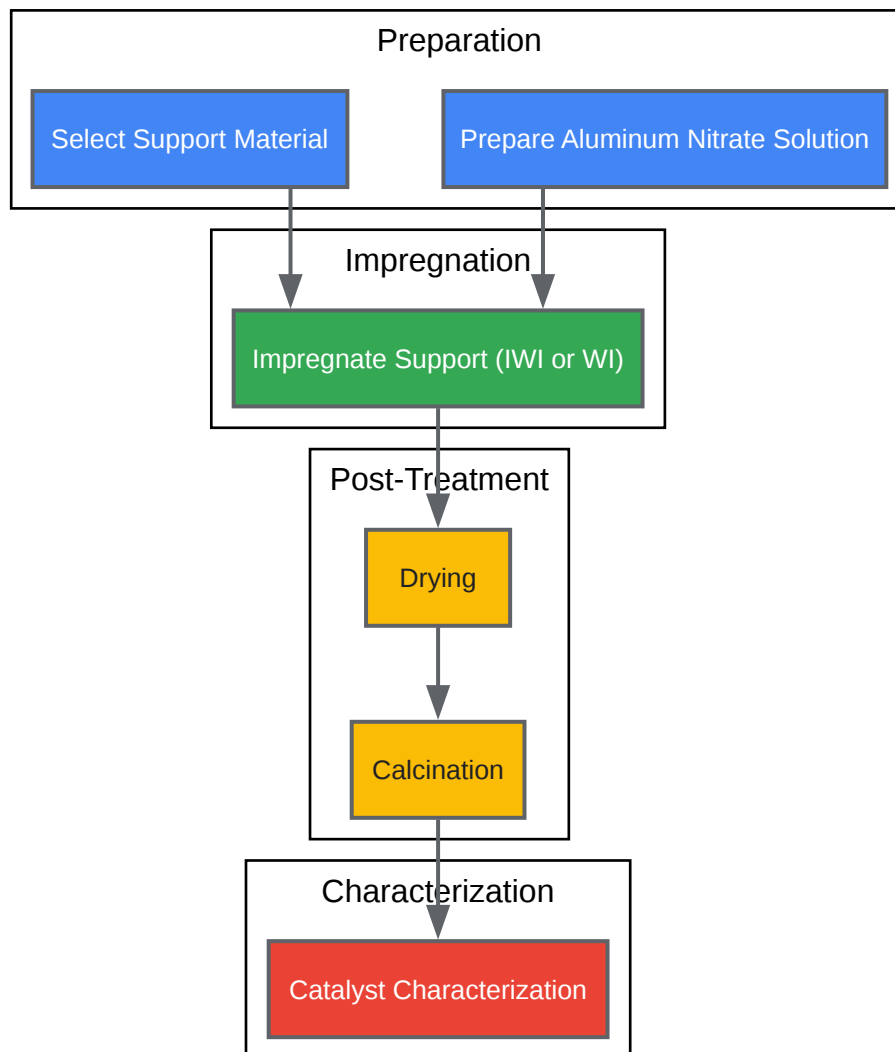 Preparation
Select Support Material
Prepare Aluminum Nitrate Solution
Impregnation
Impregnate Support (IWI or WI)
Post-Treatment
Drying
Calcination
Characterization
Catalyst Characterization